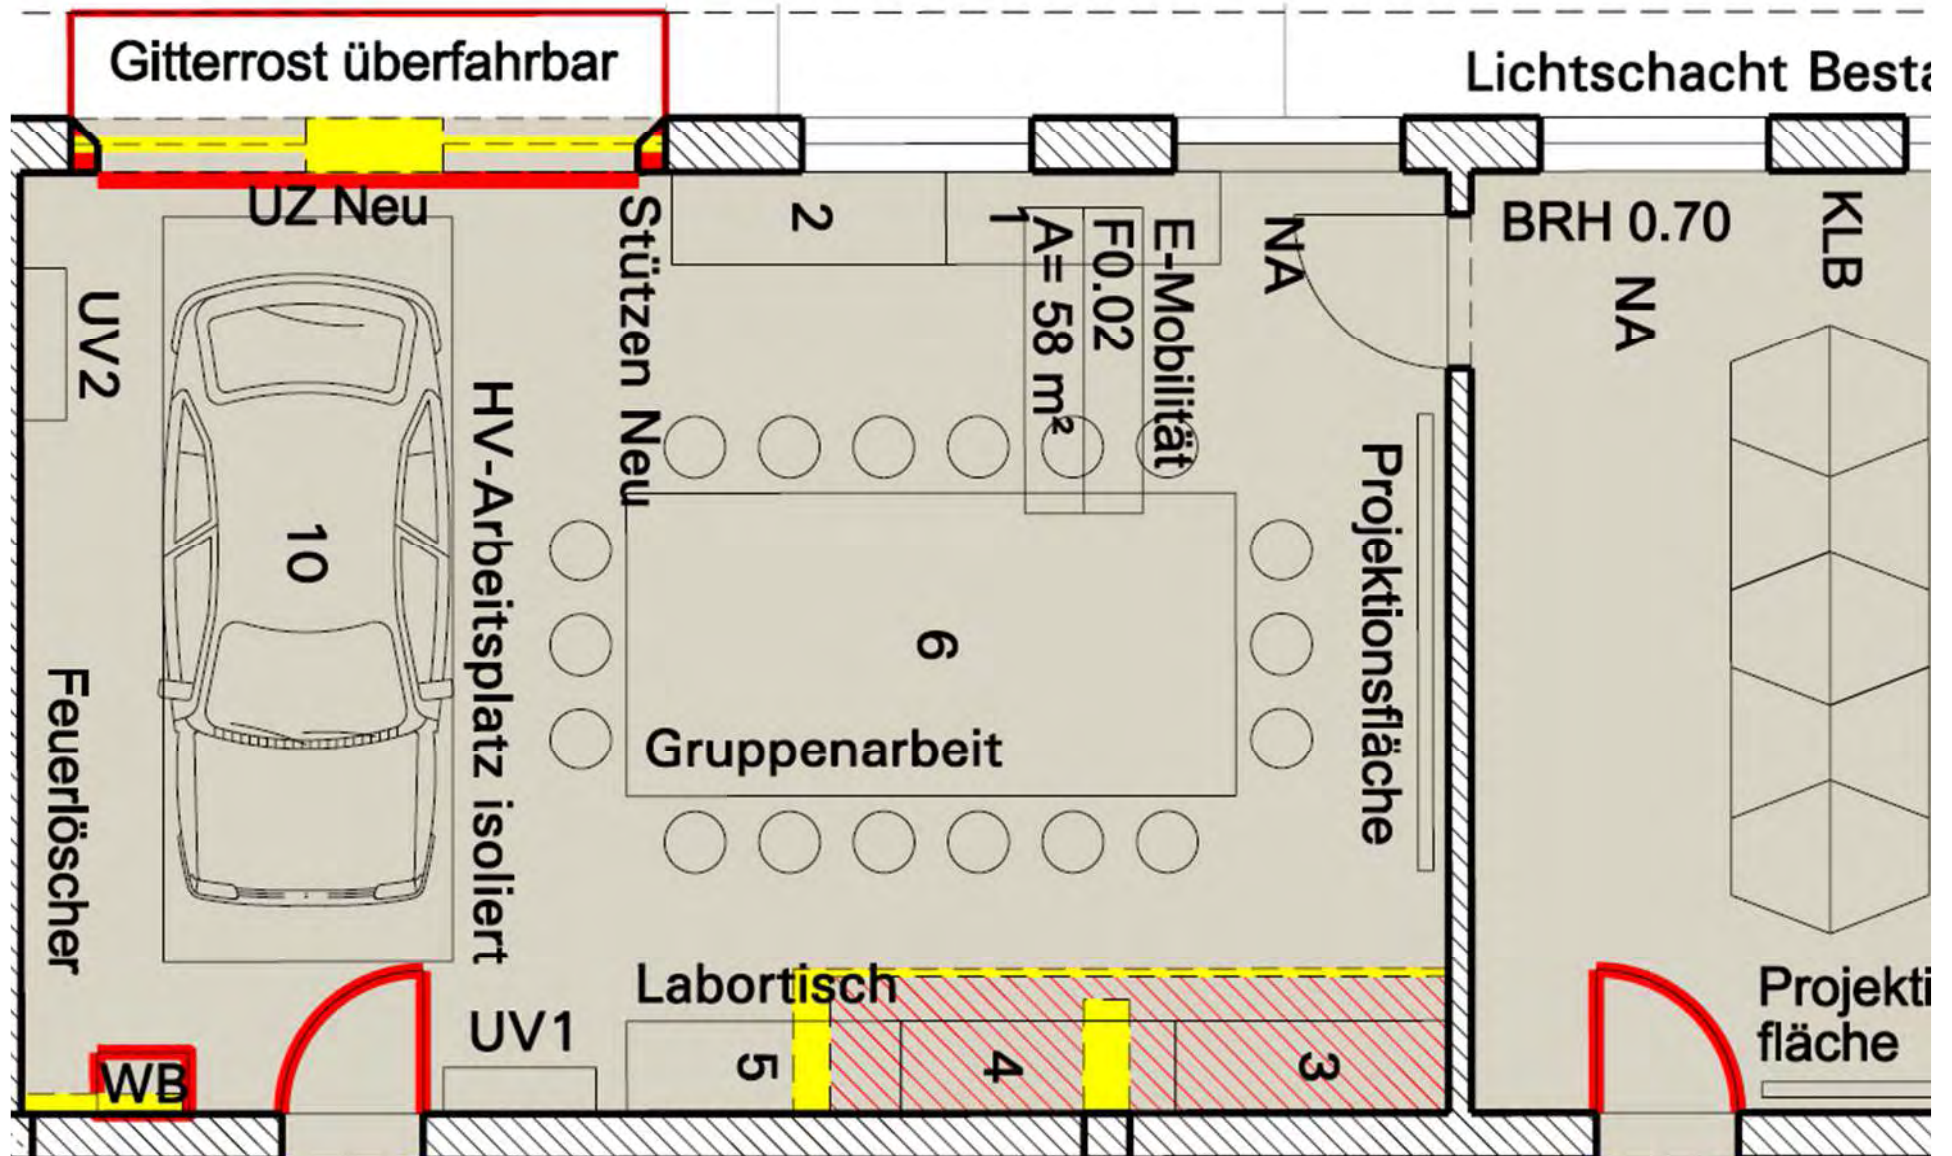 Gitterrost überfahrbar
Lichtschacht Besta
UZ Neu
Stützen Neu
2
1
A= 58 m²
F0.02
E-Mobilität
NA
BRH 0.70
NA
KLB
UV2
HV-Arbeitsplatz isoliert
10
Projektionsfläche
6
Gruppenarbeit
Feuerlöscher
Labortisch
UV1
5
4
3
WB
Projekti
fläche